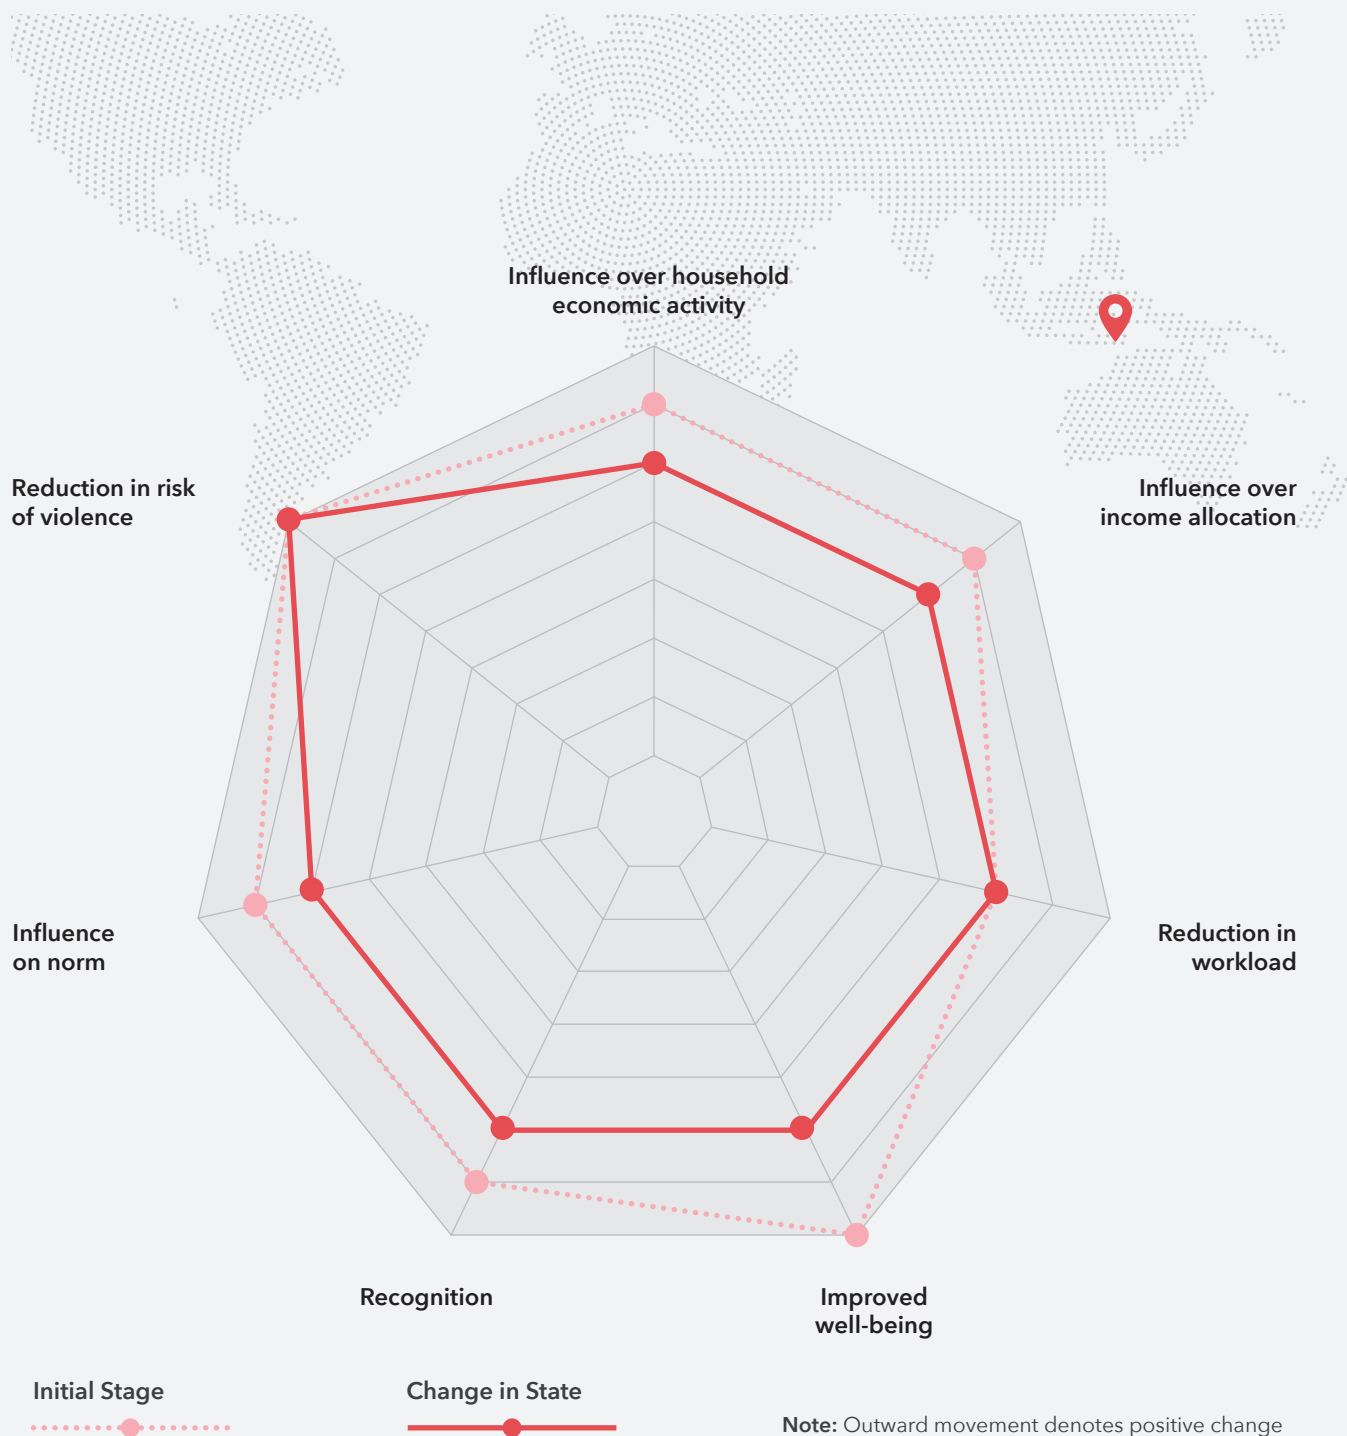 Influence over household
economic activity
Reduction in risk
of violence
Influence over
income allocation
Influence
on norm
Reduction in
workload
Recognition
Improved
well-being
Initial Stage
Change in State
Note: Outward movement denotes positive change